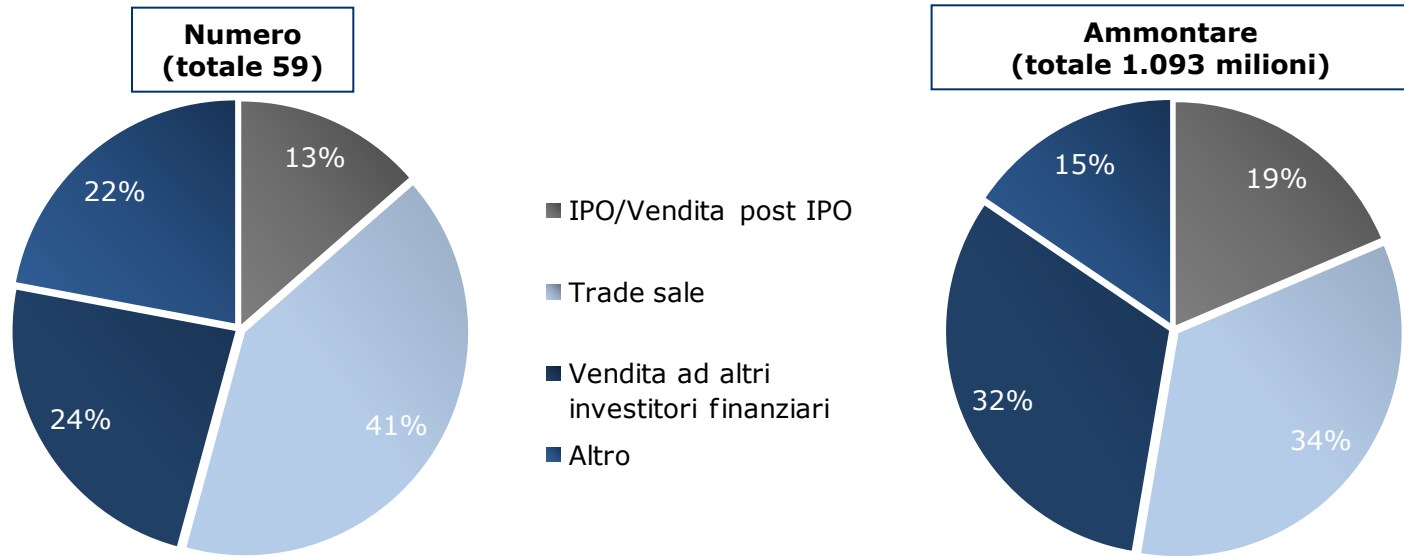 Numero
(totale 59)
13%
41%
24%
22%
IPO/Vendita post IPO
Trade sale
Vendita ad altri
investitori finanziari
Altro
Ammontare
(totale 1.093 milioni)
19%
34%
32%
15%